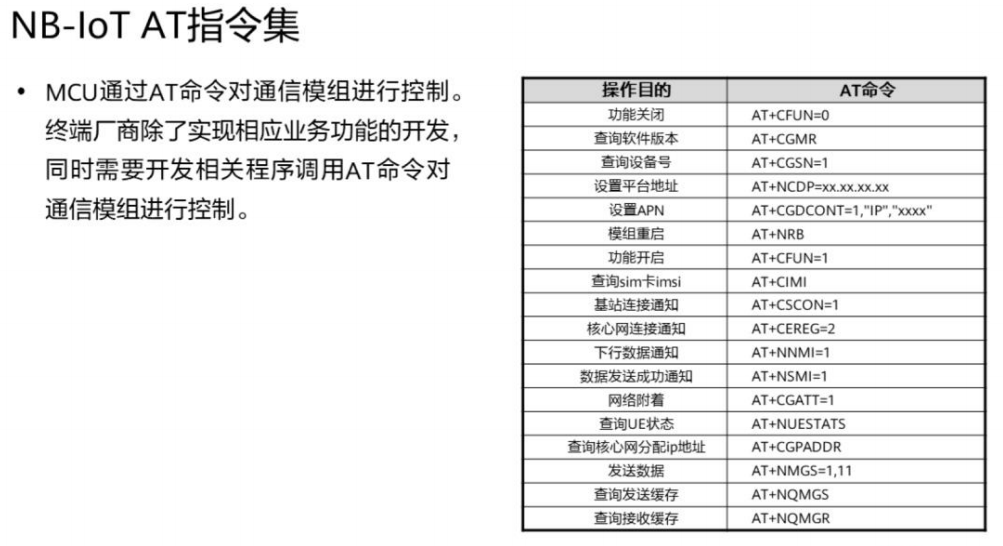 NB-IoT AT指令集
• MCU通过AT命令对通信模组进行控制。
终端厂商除了实现相应业务功能的开发，
同时需要开发相关程序调用AT命令对
通信模组进行控制。
操作目的 AT命令
功能关闭 AT+CFUN=0
查询软件版本 AT+CGMR
查询设备号 AT+CGSN=1
设置平台地址 AT+NCDP=xx.xx.xx.xx
设置APN AT+CGDCONT=1,"IP","xxxx"
模组重启 AT+NRB
功能开启 AT+CFUN=1
查询sim卡imsi AT+CIMI
基站连接通知 AT+CSCON=1
核心网连接通知 AT+CEREG=2
下行数据通知 AT+NNMI=1
数据发送成功通知 AT+NSMI=1
网络附着 AT+CGATT=1
查询UE状态 AT+NUESTATS
查询核心网分配ip地址 AT+CGPADDR
发送数据 AT+NMGS=1,11
查询发送缓存 AT+NQMGS
查询接收缓存 AT+NQMGR